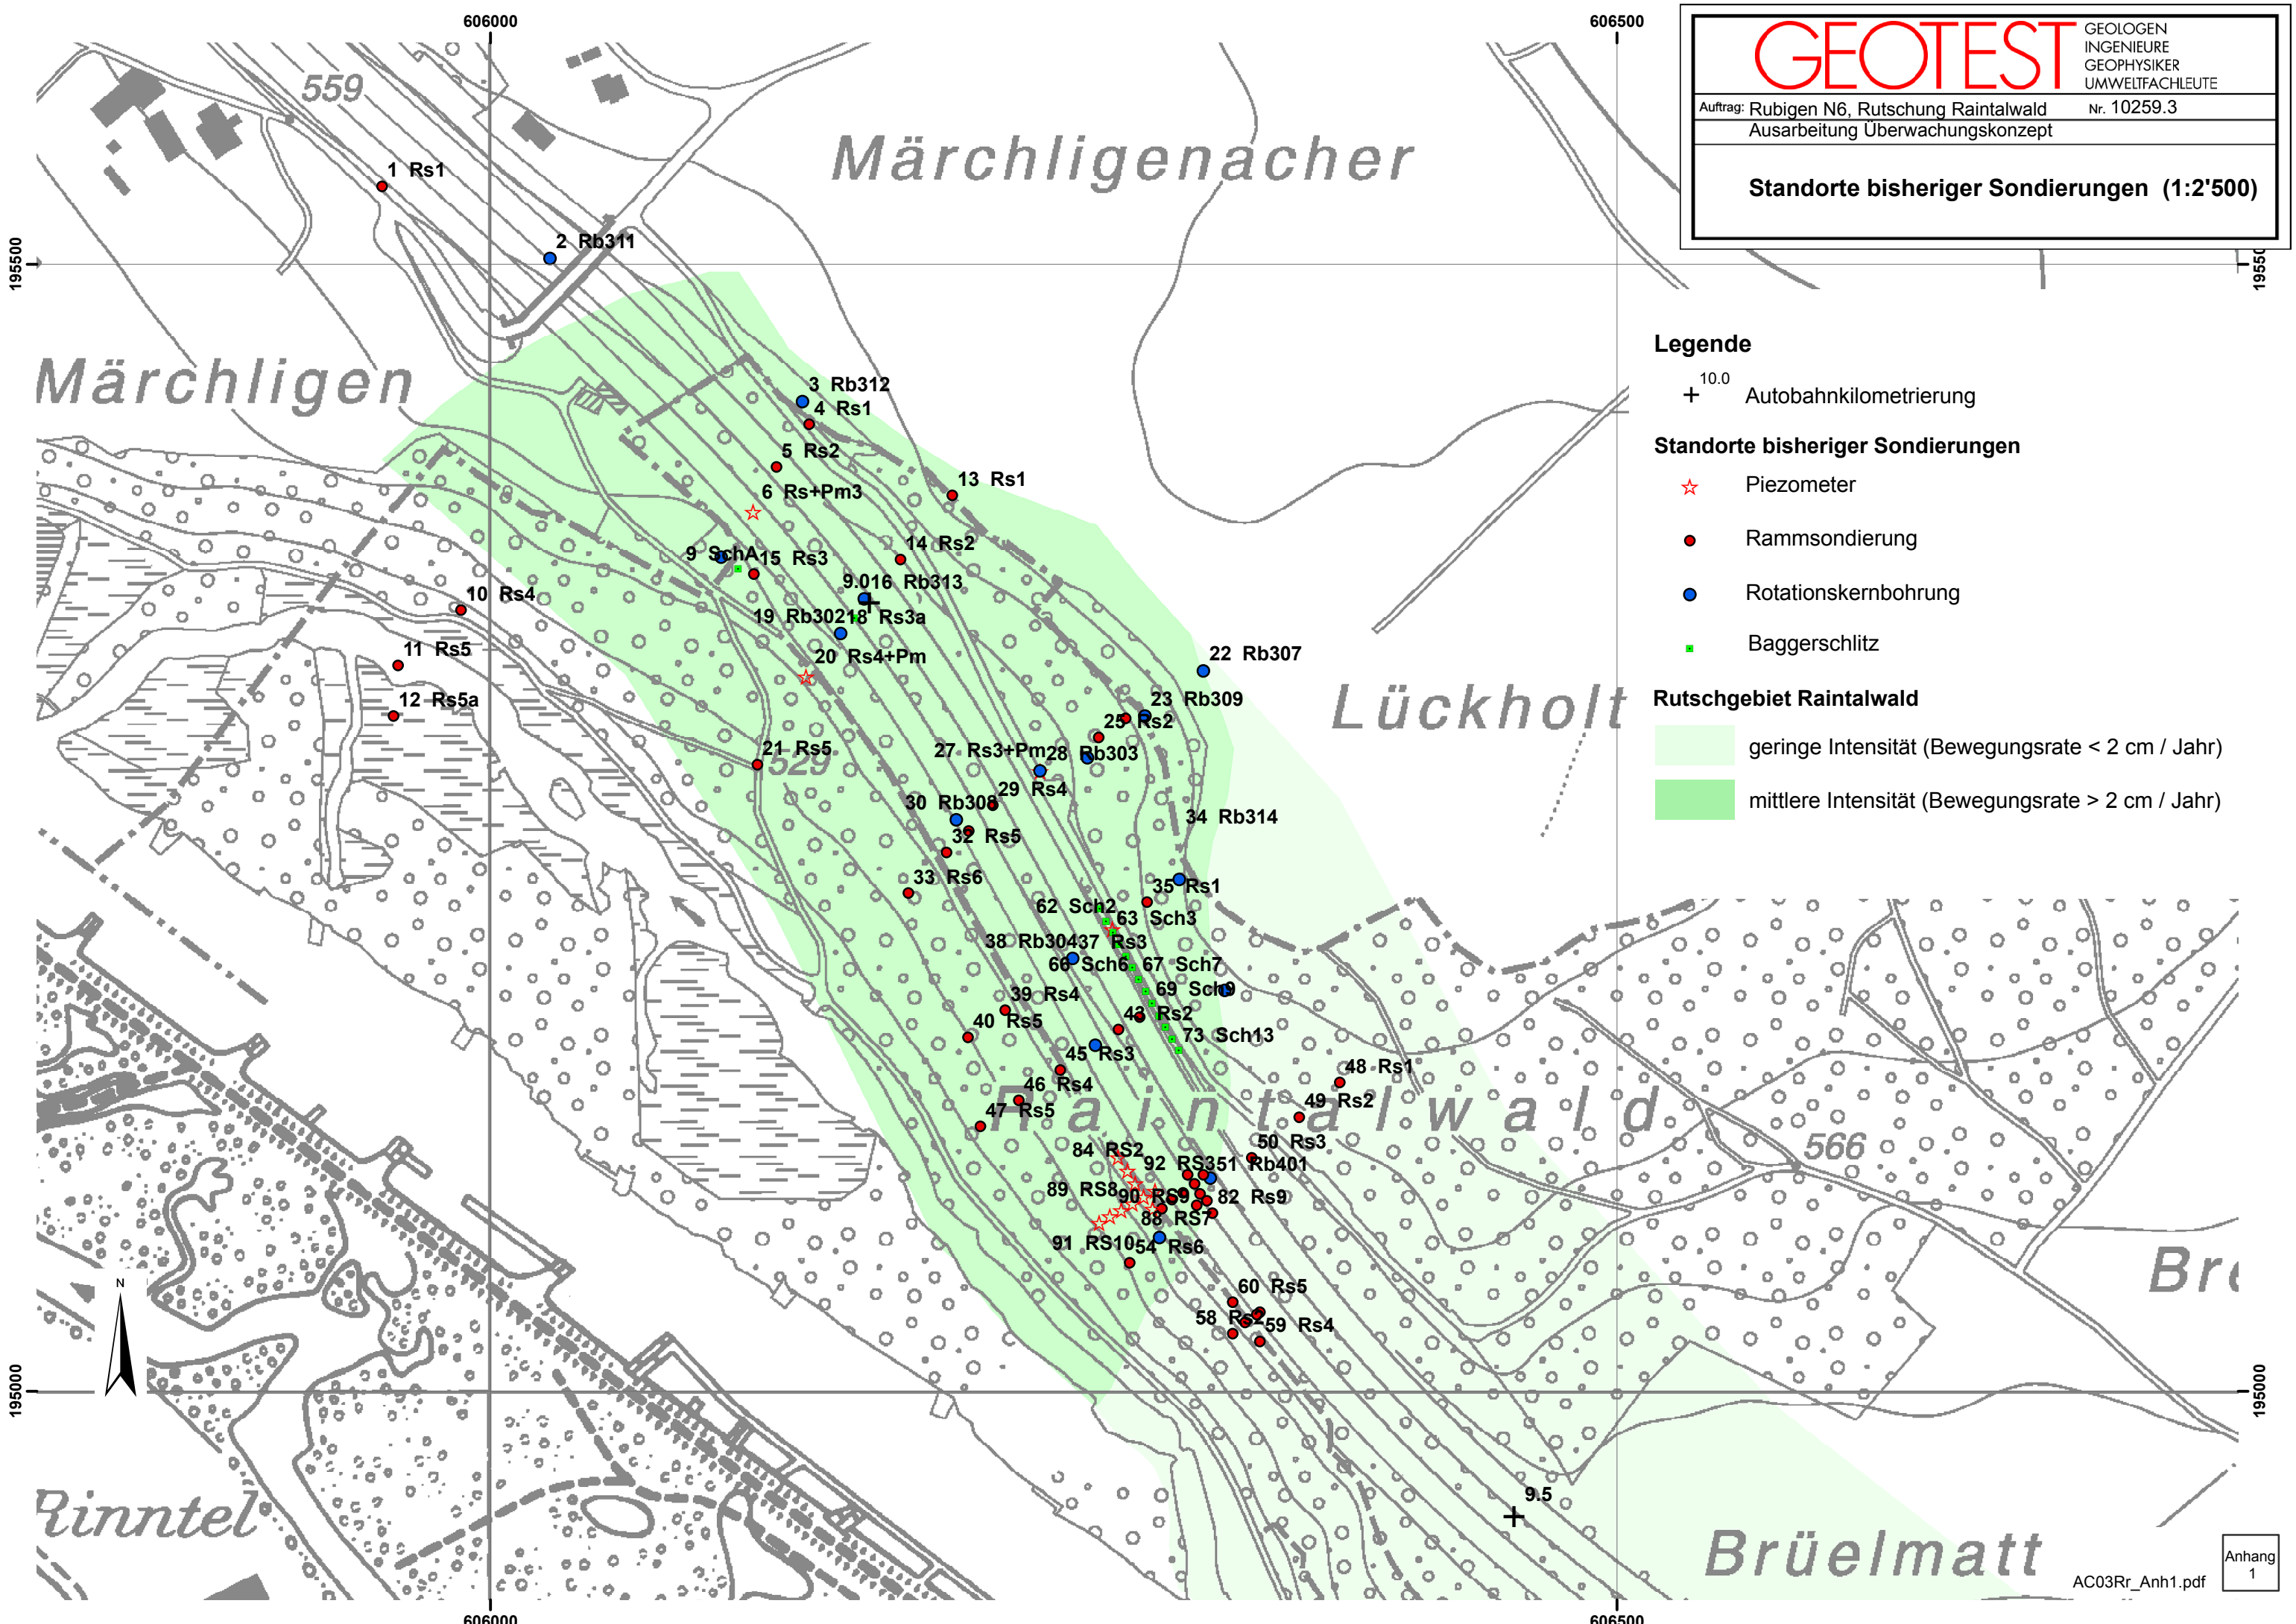 606000
606500
GEOTEST
GEOLOGEN
INGENIEURE
GEOPHYSIKER
UMWELTFACHLEUTE
Auftrag: Rubigen N6, Rutschung Raintalwald Nr. 10259.3
Ausarbeitung Überwachungskonzept
Standorte bisheriger Sondierungen (1:2'500)
559
Märchligenacher
1 Rs1
2 Rb311
195500
195500
Legende
10.0
Autobahnkilometrierung
Standorte bisheriger Sondierungen
Piezometer
Rammsondierung
Rotationskernbohrung
Baggerschlitz
Rutschgebiet Raintalwald
geringe Intensität (Bewegungsrate < 2 cm / Jahr)
mittlere Intensität (Bewegungsrate > 2 cm / Jahr)
Märchligen
3 Rb312
4 Rs1
5 Rs2
6 Rs+Pm3
13 Rs1
14 Rs2
9 SchA
15 Rs3
9.0
16 Rb313
10 Rs4
19 Rb302
18 Rs3a
11 Rs5
20 Rs4+Pm
22 Rb307
12 Rs5a
23 Rb309
Lückholt
25 Rs2
21 Rs5
529
27 Rs3+Pm
28 Rb303
29 Rs4
30 Rb308
34 Rb314
32 Rs5
33 Rs6
35 Rs1
62 Sch2
63 Sch3
38 Rb304
37 Rs3
66 Sch6
67 Sch7
39 Rs4
69 Sch9
40 Rs5
43 Rs2
73 Sch13
45 Rs3
46 Rs4
48 Rs1
47 Rs5
49 Rs2
Raintalwald
50 Rs3
566
84 RS2
92 RS3
51 Rb401
89 RS8
90 RS9
82 Rs9
88 RS7
91 RS10
54 Rs6
60 Rs5
58 Rs2
59 Rs4
N
195000
195000
9.5
Rinntel
Brüelmatt
AC03Rr_Anh1.pdf
Anhang
1
606000
606500